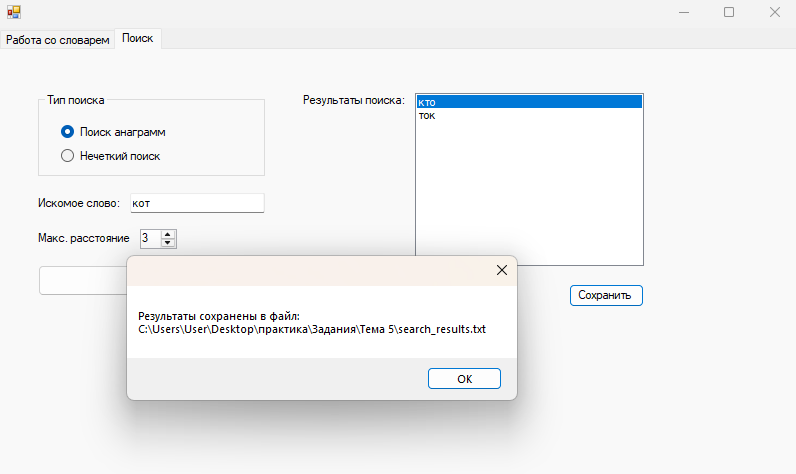 Работа со словарем
Поиск
Тип поиска
Поиск анаграмм
Нечеткий поиск
Искомое слово: кот
Макс. расстояние 3
Результаты поиска:
кто
ток
Сохранить
Результаты сохранены в файл:
C:\Users\User\Desktop\практика\Задания\Тема 5\search_results.txt
OK